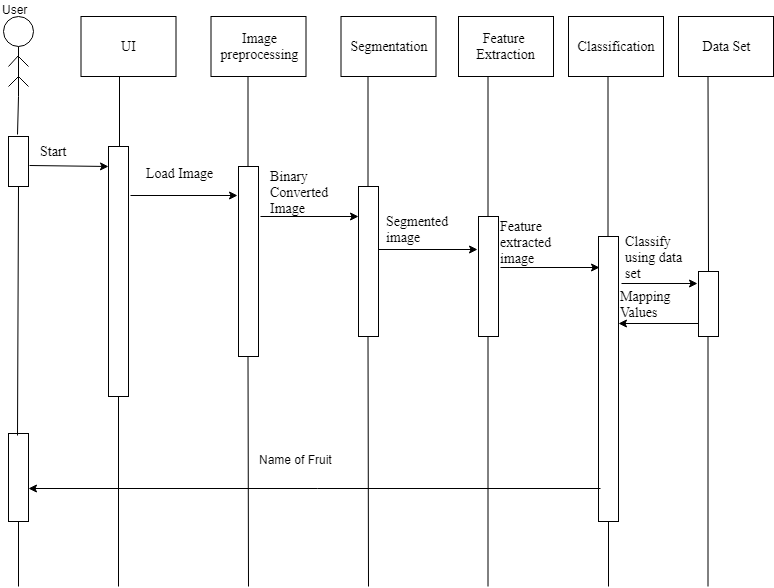 User
UI
Image
preprocessing
Segmentation
Feature
Extraction
Classification
Data Set
Start
Load Image
Binary
Converted
Image
Segmented
image
Feature
extracted
image
Classify
using data
set
Mapping
Values
Name of Fruit